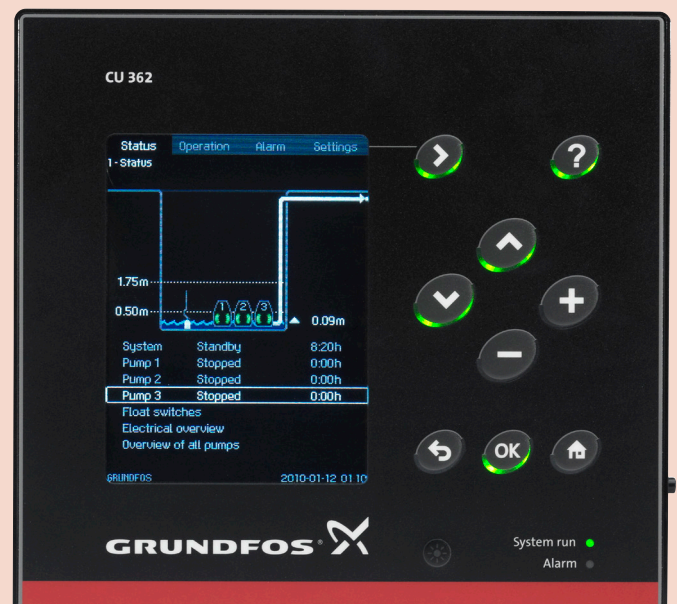 CU 362
Status Operation Alarm Settings
1 - Status
?
1.75m
0.50m
1 2 3
0.09m
System Standby 8:20h
Pump 1 Stopped 0:00h
Pump 2 Stopped 0:00h
Pump 3 Stopped 0:00h
Float switches
Electrical overview
Overview of all pumps
OK
GRUNDFOS 2010-01-12 01:10
GRUNDFOS
System run
Alarm